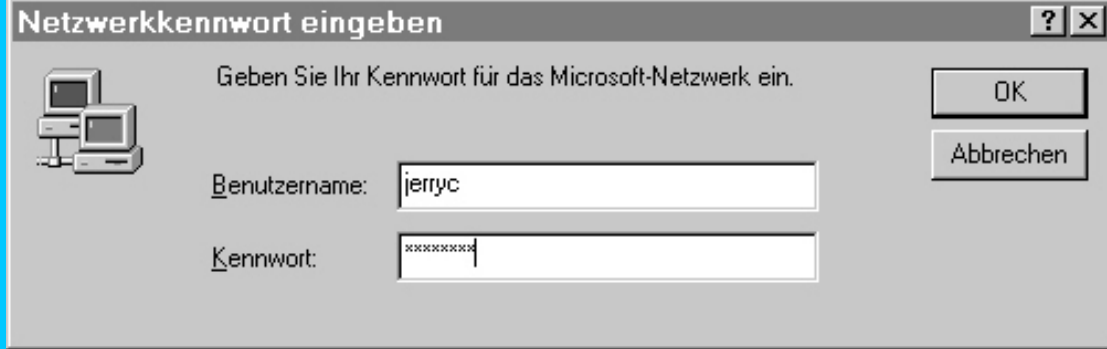 Netzwerkkennwort eingeben
Geben Sie Ihr Kennwort für das Microsoft-Netzwerk ein.
OK
Abbrechen
Benutzername: jerryc
Kennwort: ********